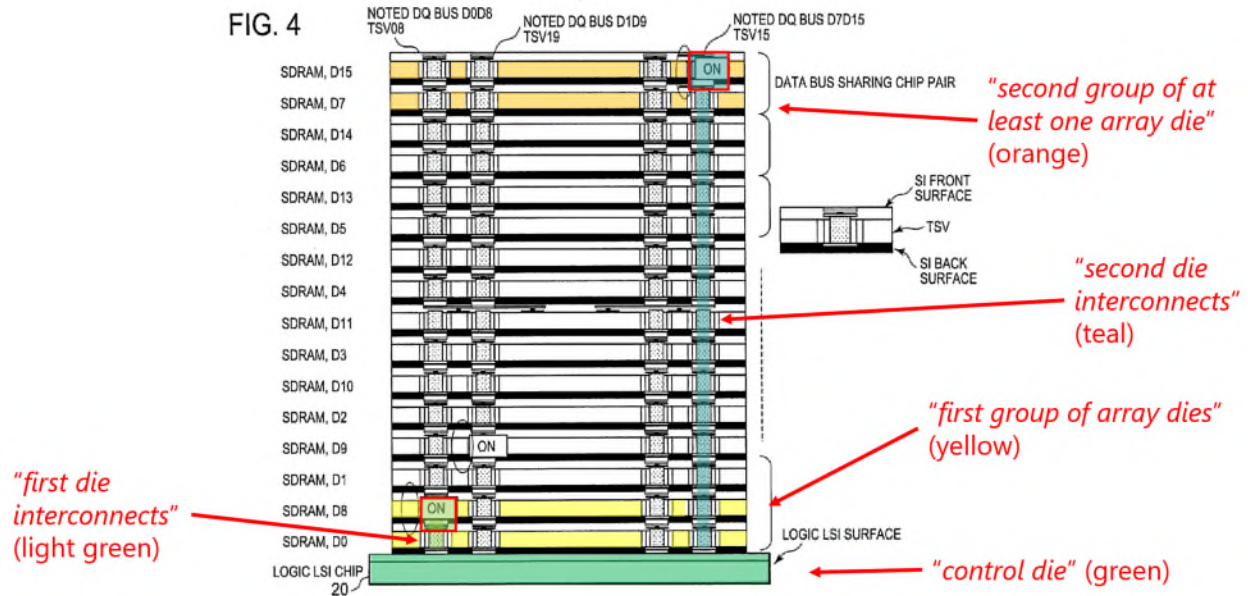 FIG. 4
NOTED DQ BUS D0D8
TSV08
NOTED DQ BUS D1D9
TSV19
NOTED DQ BUS D7D15
TSV15
SDRAM, D15
ON
DATA BUS SHARING CHIP PAIR
SDRAM, D7
SDRAM, D14
SDRAM, D6
SDRAM, D13
SDRAM, D5
SDRAM, D12
SDRAM, D4
SDRAM, D11
SDRAM, D3
SDRAM, D10
SDRAM, D2
SDRAM, D9
ON
SDRAM, D1
SDRAM, D8
ON
SDRAM, D0
LOGIC LSI CHIP
20
LOGIC LSI SURFACE
SI FRONT
SURFACE
TSV
SI BACK
SURFACE
“second group of at
least one array die”
(orange)
“second die
interconnects”
(teal)
“first group of array dies”
(yellow)
“first die
interconnects”
(light green)
“control die” (green)